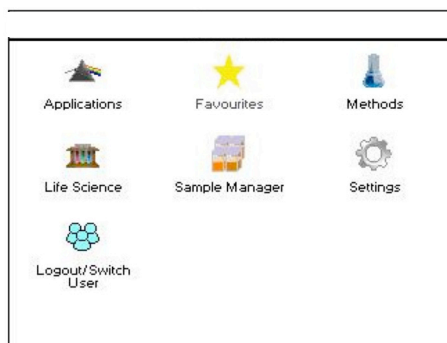 Applications
Favourites
Methods
Life Science
Sample Manager
Settings
Logout/Switch
User